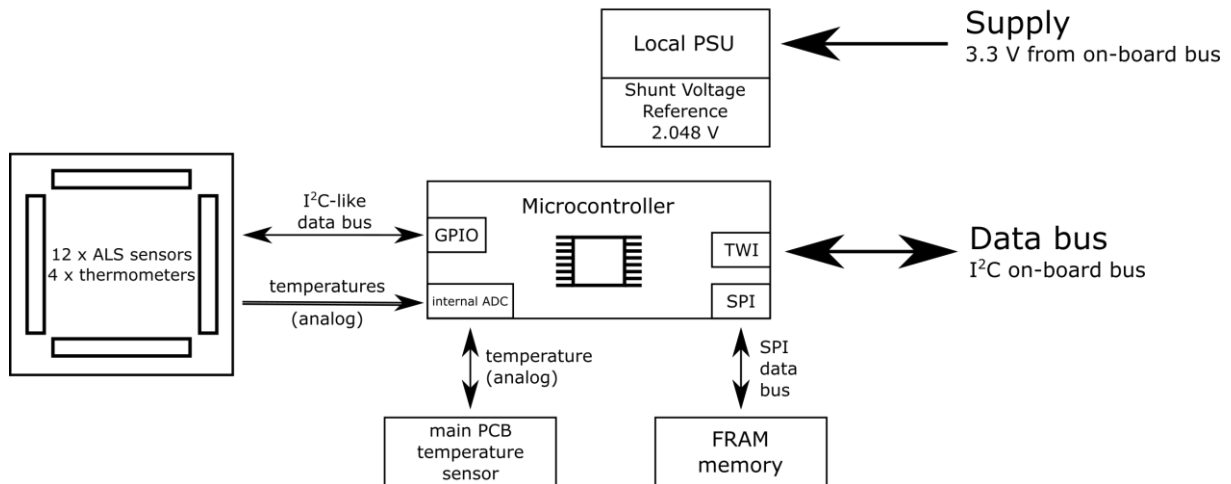 Local PSU
Shunt Voltage
Reference
2.048 V
Supply
3.3 V from on-board bus
12 x ALS sensors
4 x thermometers
I²C-like
data bus
temperatures
(analog)
Microcontroller
GPIO
internal ADC
TWI
SPI
Data bus
I²C on-board bus
temperature
(analog)
SPI
data
bus
main PCB
temperature
sensor
FRAM
memory